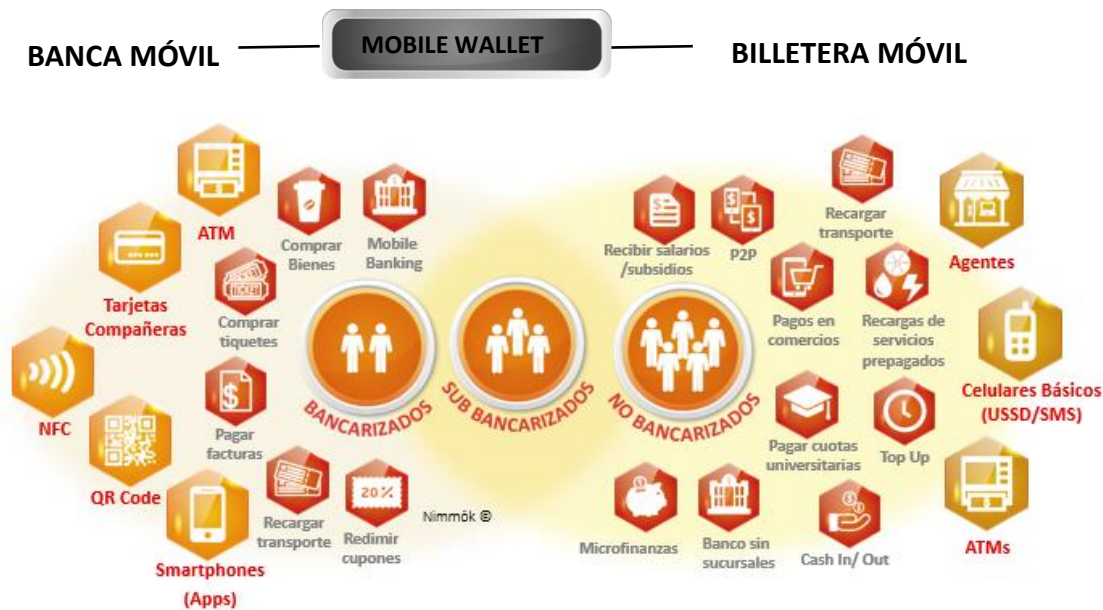 BANCA MÓVIL
MOBILE WALLET
BILLETERA MÓVIL
ATM
Comprar
Bienes
Mobile
Banking
Tarjetas
Compañeras
TICKET
Comprar
tiquetes
NFC
$
Pagar
facturas
QR Code
Smartphones
(Apps)
Recargar
transporte
20%
Redimir
cupones
Nimmók ©
BANCARIZADOS
SUB BANCARIZADOS
NO BANCARIZADOS
Recibir salarios
/subsidios
P2P
Recargar
transporte
Agentes
Pagos en
comercios
Recargas de
servicios
prepagados
Celulares Básicos
(USSD/SMS)
Pagar cuotas
universitarias
Top Up
Microfinanzas
Banco sin
sucursales
Cash In/ Out
ATMs